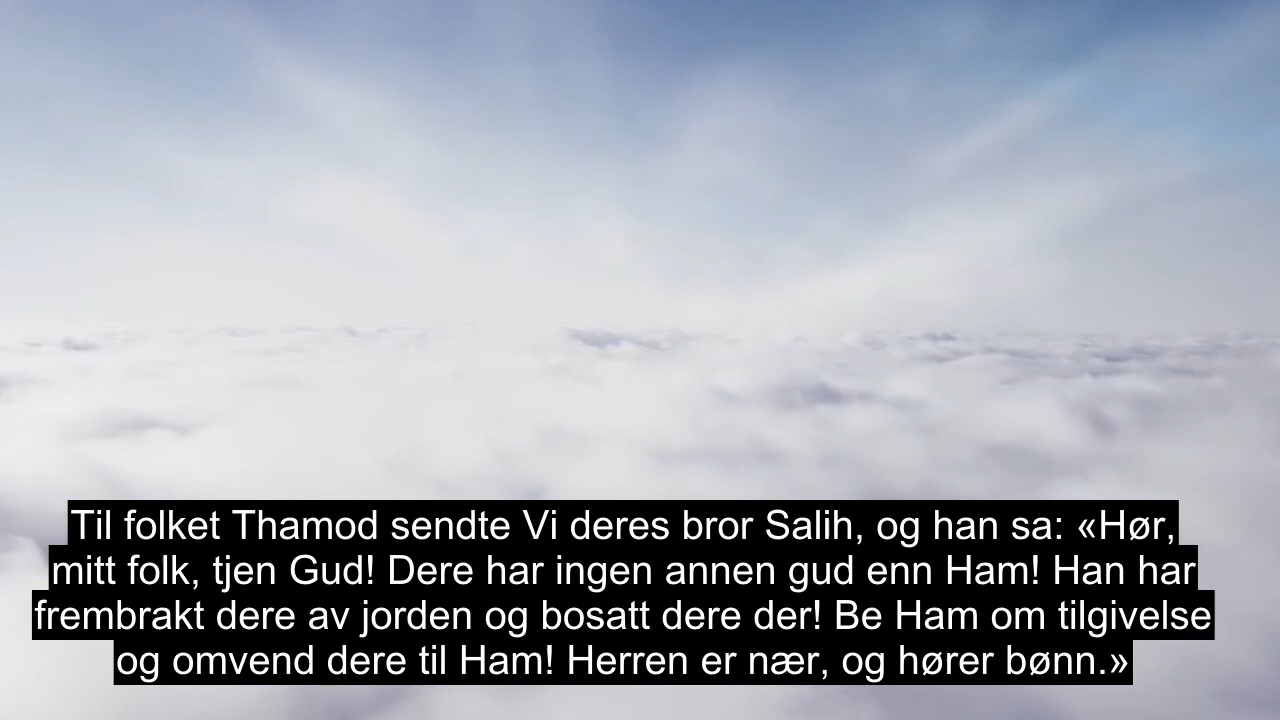 Til folket Thamod sendte Vi deres bror Salih, og han sa: «Hør,
mitt folk, tjen Gud! Dere har ingen annen gud enn Ham! Han har
frembrakt dere av jorden og bosatt dere der! Be Ham om tilgivelse
og omvend dere til Ham! Herren er nær, og hører bønn.»